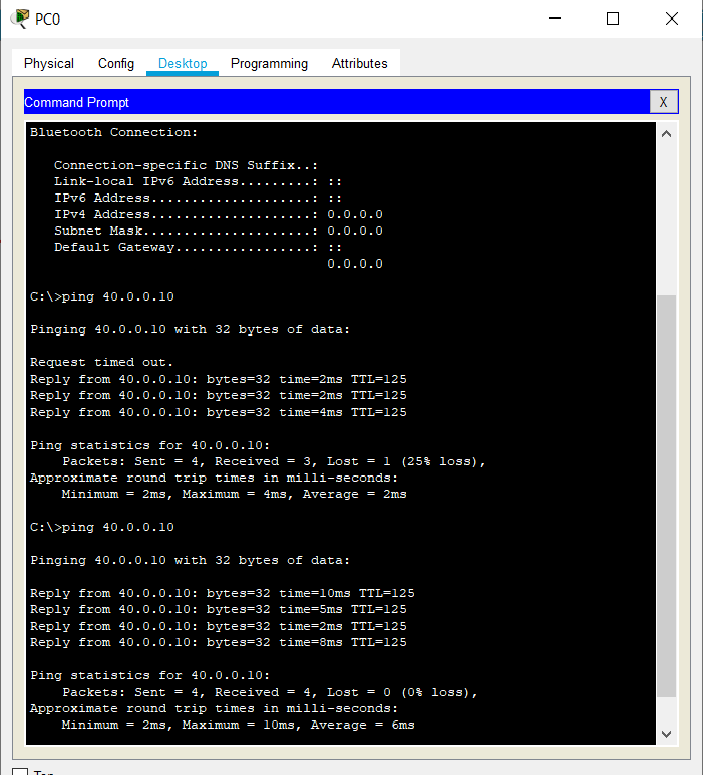 PC0
Physical Config Desktop Programming Attributes
Command Prompt X
Bluetooth Connection:
Connection-specific DNS Suffix..:
Link-local IPv6 Address.........: ::
IPv6 Address....................: ::
IPv4 Address....................: 0.0.0.0
Subnet Mask.....................: 0.0.0.0
Default Gateway.................: ::
0.0.0.0
C:\>ping 40.0.0.10
Pinging 40.0.0.10 with 32 bytes of data:
Request timed out.
Reply from 40.0.0.10: bytes=32 time=2ms TTL=125
Reply from 40.0.0.10: bytes=32 time=2ms TTL=125
Reply from 40.0.0.10: bytes=32 time=4ms TTL=125
Ping statistics for 40.0.0.10:
Packets: Sent = 4, Received = 3, Lost = 1 (25% loss),
Approximate round trip times in milli-seconds:
Minimum = 2ms, Maximum = 4ms, Average = 2ms
C:\>ping 40.0.0.10
Pinging 40.0.0.10 with 32 bytes of data:
Reply from 40.0.0.10: bytes=32 time=10ms TTL=125
Reply from 40.0.0.10: bytes=32 time=5ms TTL=125
Reply from 40.0.0.10: bytes=32 time=2ms TTL=125
Reply from 40.0.0.10: bytes=32 time=8ms TTL=125
Ping statistics for 40.0.0.10:
Packets: Sent = 4, Received = 4, Lost = 0 (0% loss),
Approximate round trip times in milli-seconds:
Minimum = 2ms, Maximum = 10ms, Average = 6ms